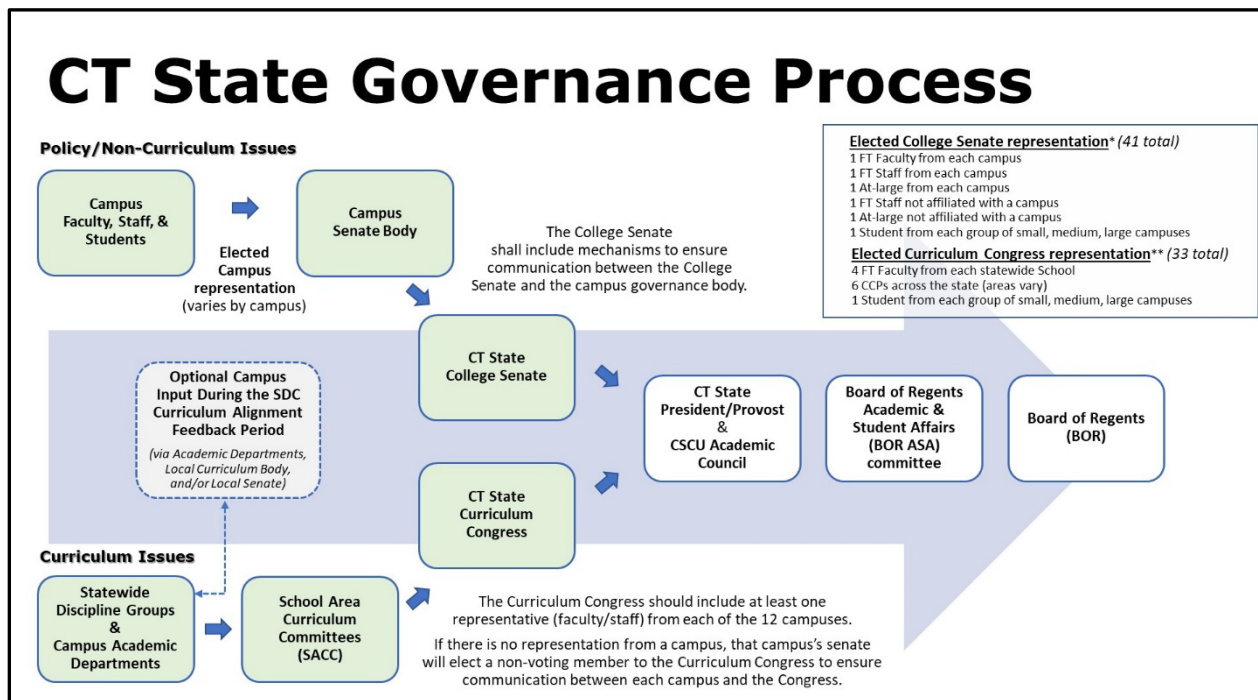 CT State Governance Process
Policy/Non-Curriculum Issues
Campus
Faculty, Staff, &
Students
Elected
Campus
representation
(varies by campus)
Campus
Senate Body
The College Senate
shall include mechanisms to ensure
communication between the College
Senate and the campus governance body.
Elected College Senate representation* (41 total)
1 FT Faculty from each campus
1 FT Staff from each campus
1 At-large from each campus
1 FT Staff not affiliated with a campus
1 At-large not affiliated with a campus
1 Student from each group of small, medium, large campuses
Elected Curriculum Congress representation** (33 total)
4 FT Faculty from each statewide School
6 CCPs across the state (areas vary)
1 Student from each group of small, medium, large campuses
CT State
College Senate
Optional Campus
Input During the SDC
Curriculum Alignment
Feedback Period
(via Academic Departments,
Local Curriculum Body,
and/or Local Senate)
CT State
President/Provost
&
CSCU Academic
Council
Board of Regents
Academic &
Student Affairs
(BOR ASA)
committee
Board of Regents
(BOR)
CT State
Curriculum
Congress
Curriculum Issues
Statewide
Discipline Groups
&
Campus Academic
Departments
School Area
Curriculum
Committees
(SACC)
The Curriculum Congress should include at least one
representative (faculty/staff) from each of the 12 campuses.
If there is no representation from a campus, that campus's senate
will elect a non-voting member to the Curriculum Congress to ensure
communication between each campus and the Congress.